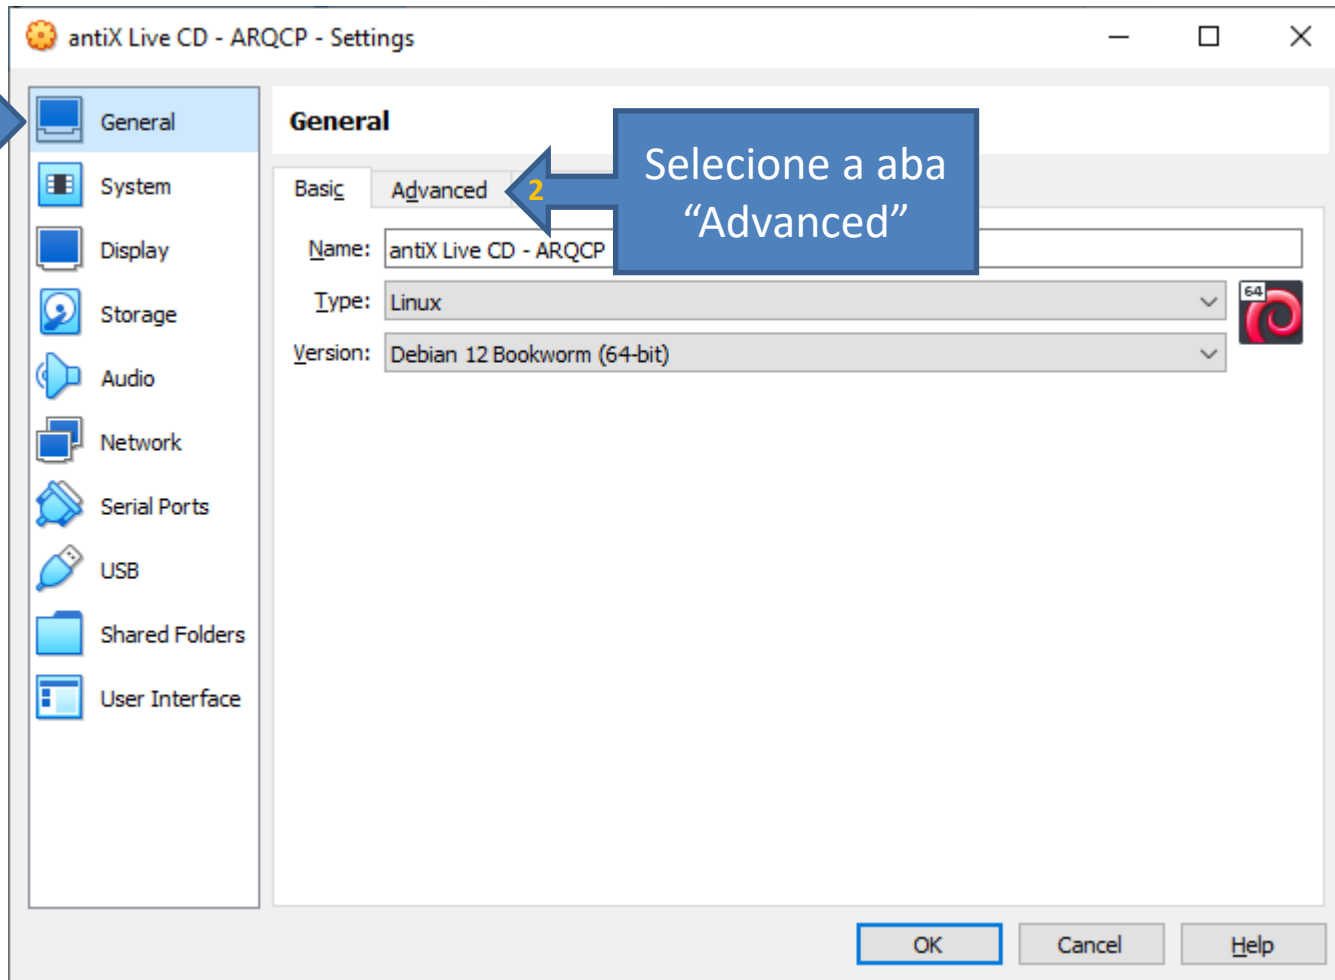 antiX Live CD - ARQCP - Settings
General
System
Display
Storage
Audio
Network
Serial Ports
USB
Shared Folders
User Interface
General
Basic
Advanced
2
Selecione a aba
“Advanced”
Name: antiX Live CD - ARQCP
Type: Linux
64
Version: Debian 12 Bookworm (64-bit)
OK
Cancel
Help